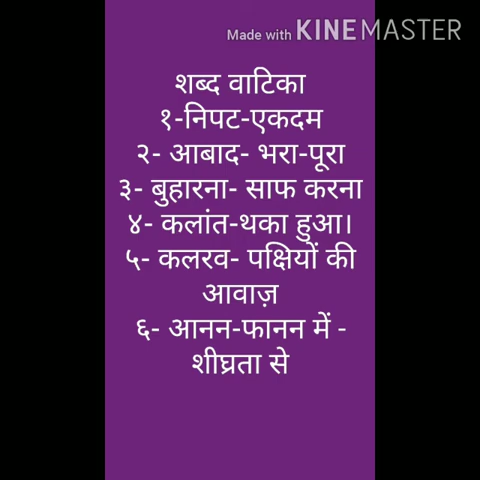 Made with KINEMASTER
शब्द वाटिका
१-निपट-एकदम
२- आबाद- भरा-पूरा
३- बुहारना- साफ करना
४- कलांत-थका हुआ।
५- कलरव- पक्षियों की
आवाज़
६- आनन-फानन में -
शीघ्रता से